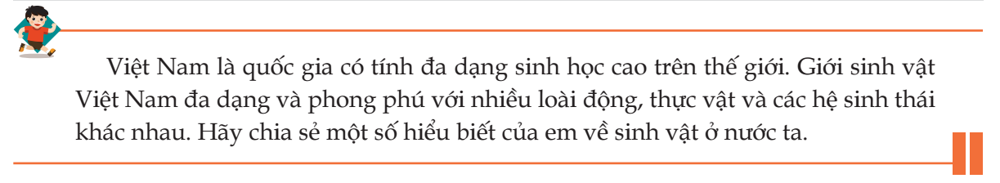 Việt Nam là quốc gia có tính đa dạng sinh học cao trên thế giới. Giới sinh vật
Việt Nam đa dạng và phong phú với nhiều loài động, thực vật và các hệ sinh thái
khác nhau. Hãy chia sẻ một số hiểu biết của em về sinh vật ở nước ta.